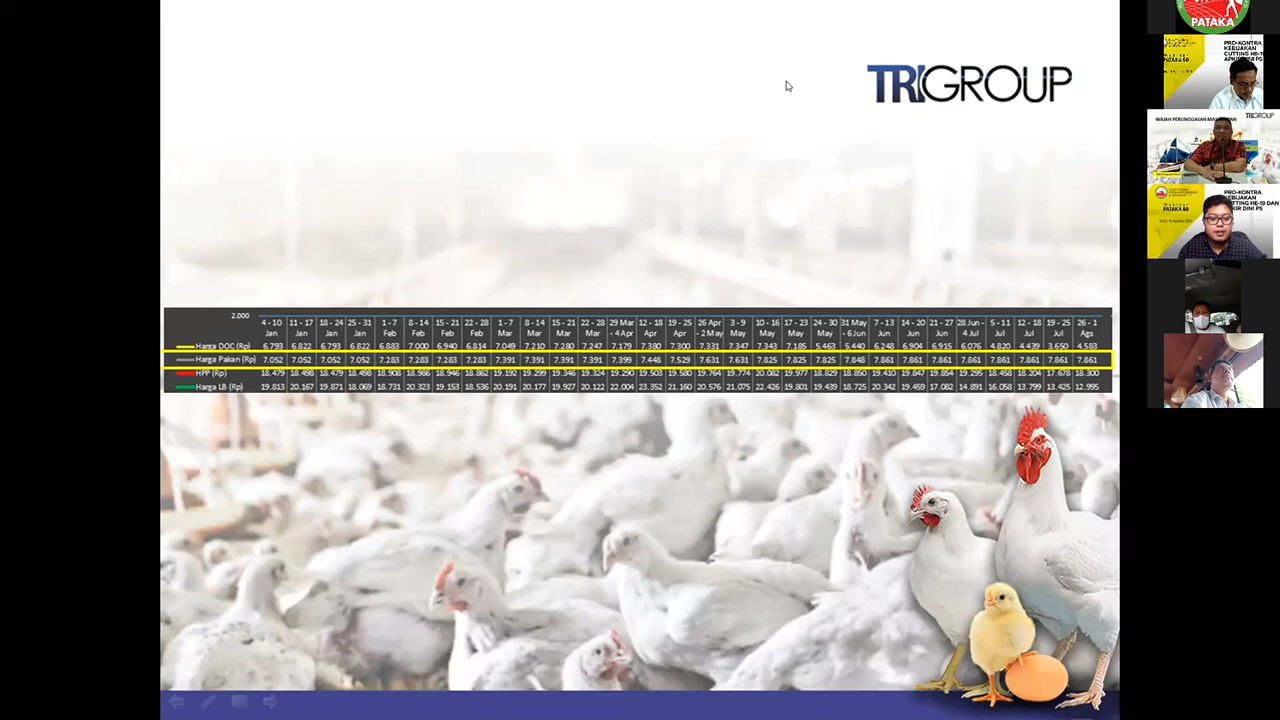 TRIGROUP
2.000
4 - 10 Jan 11 - 17 Jan 18 - 24 Jan 25 - 31 Jan 1 - 7 Feb 8 - 14 Feb 15 - 21 Feb 22 - 28 Feb 1 - 7 Mar 8 - 14 Mar 15 - 21 Mar 22 - 28 Mar 29 Mar - 4 Apr 12 - 18 Apr 19 - 25 Apr 26 Apr - 2 May 3 - 9 May 10 - 16 May 17 - 23 May 24 - 30 May 31 May - 6 Jun 7 - 13 Jun 14 - 20 Jun 21 - 27 Jun 28 Jun - 4 Jul 5 - 11 Jul 12 - 18 Jul 19 - 25 Jul 26 - 1 Ags
Harga DOC (Rp) 6.793 6.822 6.793 6.822 6.883 7.000 6.940 6.814 7.049 7.210 7.280 7.247 7.179 7.380 7.300 7.331 7.347 7.343 7.185 5.463 5.440 6.248 6.904 6.915 6.076 4.820 4.439 3.650 4.583
Harga Pakan (Rp) 7.052 7.052 7.052 7.052 7.283 7.283 7.283 7.283 7.391 7.391 7.391 7.391 7.399 7.448 7.529 7.631 7.631 7.825 7.825 7.825 7.848 7.861 7.861 7.861 7.861 7.861 7.861 7.861 7.861
HPP (Rp) 18.479 18.498 18.479 18.498 18.908 18.986 18.946 18.862 19.192 19.299 19.346 19.324 19.290 19.503 19.580 19.764 19.774 20.082 19.977 18.829 18.850 19.410 19.847 19.854 19.295 18.458 18.204 17.678 18.300
Harga LB (Rp) 19.813 20.167 19.871 18.069 18.731 20.323 19.153 18.536 20.191 20.177 19.927 20.122 22.004 23.352 21.160 20.576 21.075 22.426 19.801 19.439 18.725 20.342 19.459 17.082 14.891 16.058 13.799 13.425 12.995
PATAKA
PRO-KONTRA
KEBIJAKAN
CUTTING HE-19
TRIGROUP
Webinar
PATAKA 60
PRO-KONTRA
KEBIJAKAN
CUTTING HE-19 DAN